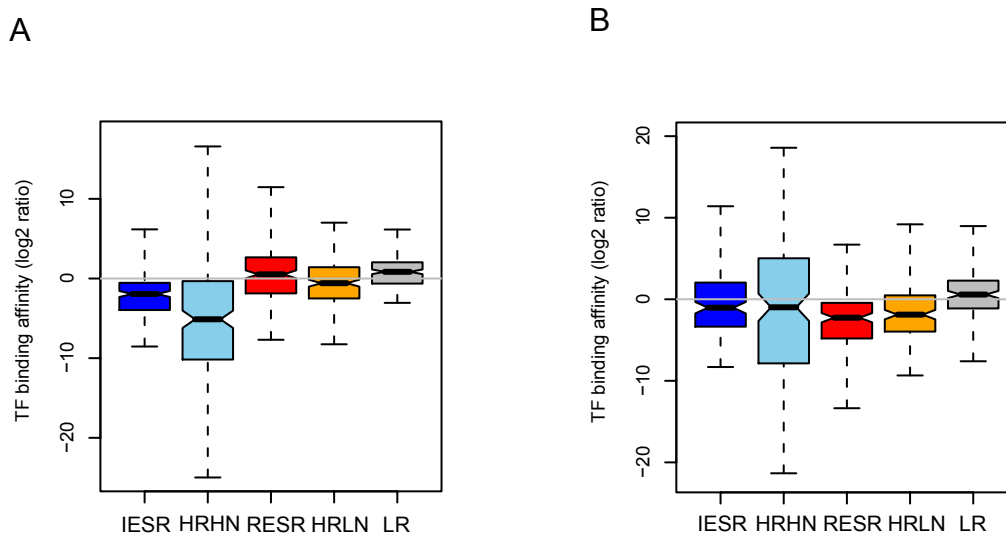 A
TF binding affinity (log2 ratio)
10
0
−10
−20
IESR HRHN RESR HRLN LR
B
TF binding affinity (log2 ratio)
20
10
0
−10
−20
IESR HRHN RESR HRLN LR